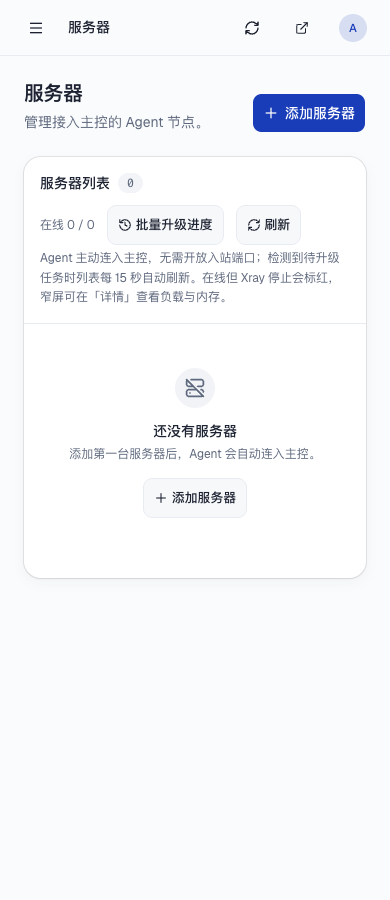 服务器
A
服务器
管理接入主控的 Agent 节点。
添加服务器
服务器列表 0
在线 0 / 0 批量升级进度 刷新
Agent 主动连入主控，无需开放入站端口；检测到待升级
任务时列表每 15 秒自动刷新。在线但 Xray 停止会标红，
窄屏可在「详情」查看负载与内存。
还没有服务器
添加第一台服务器后，Agent 会自动连入主控。
添加服务器